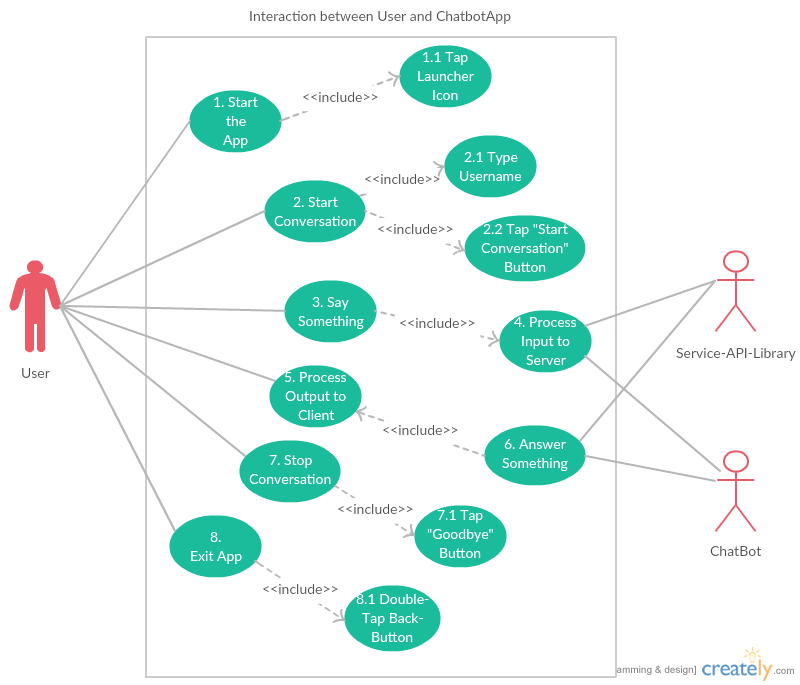 Interaction between User and ChatbotApp
1.1 Tap
Launcher
Icon
<<include>>
1. Start
the
App
2.1 Type
Username
<<include>>
2. Start
Conversation
<<include>>
2.2 Tap "Start
Conversation"
Button
3. Say
Something
<<include>>
4. Process
Input to
Server
Service-API-Library
User
5. Process
Output to
Client
<<include>>
6. Answer
Something
7. Stop
Conversation
<<include>>
7.1 Tap
"Goodbye"
Button
ChatBot
8.
Exit App
<<include>>
8.1 Double-
Tap Back-
Button
amming & design]
creately.com